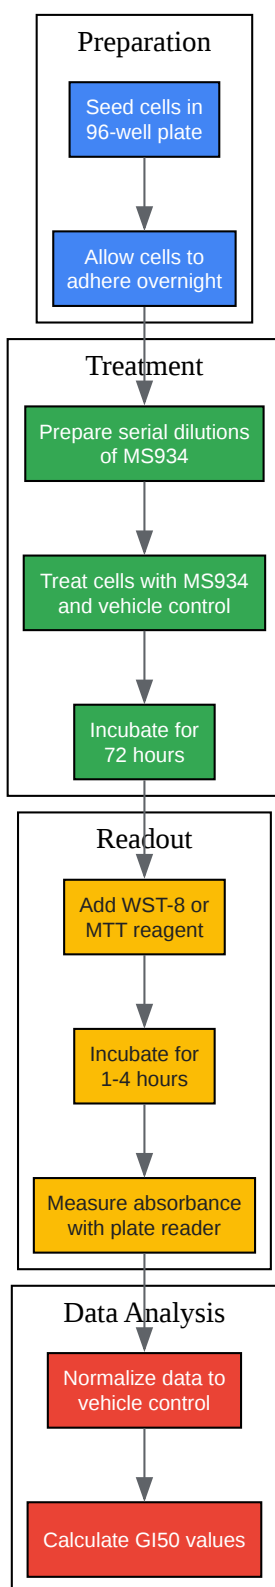 Preparation
Seed cells in
96-well plate
Allow cells to
adhere overnight
Treatment
Prepare serial dilutions
of MS934
Treat cells with MS934
and vehicle control
Incubate for
72 hours
Readout
Add WST-8 or
MTT reagent
Incubate for
1-4 hours
Measure absorbance
with plate reader
Data Analysis
Normalize data to
vehicle control
Calculate GI50 values